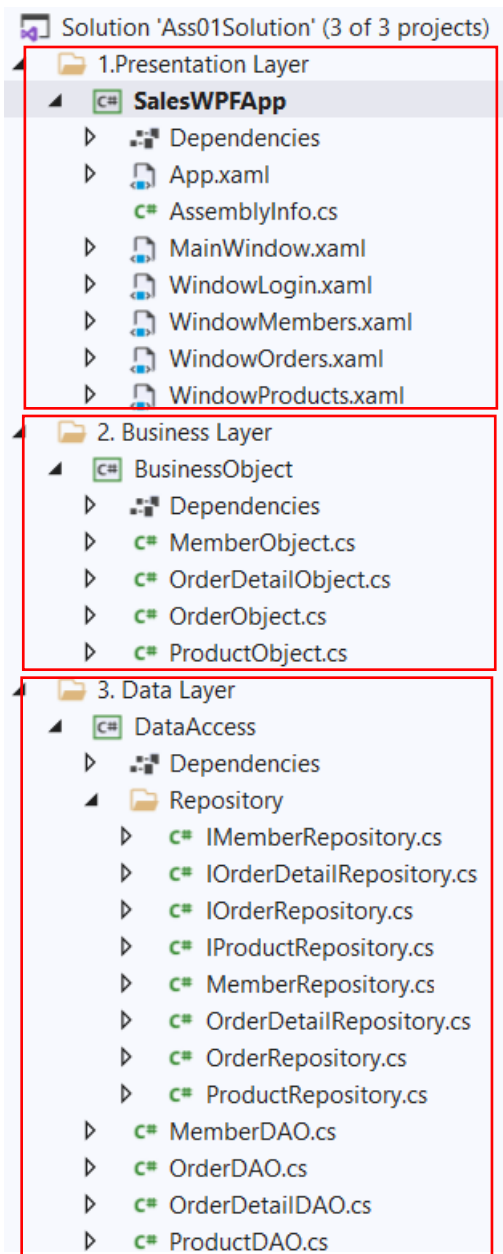 Solution 'Ass01Solution' (3 of 3 projects)
1.Presentation Layer
C# SalesWPFApp
Dependencies
App.xaml
C# AssemblyInfo.cs
MainWindow.xaml
WindowLogin.xaml
WindowMembers.xaml
WindowOrders.xaml
WindowProducts.xaml
2. Business Layer
C# BusinessObject
Dependencies
C# MemberObject.cs
C# OrderDetailObject.cs
C# OrderObject.cs
C# ProductObject.cs
3. Data Layer
C# DataAccess
Dependencies
Repository
C# IMemberRepository.cs
C# IOrderDetailRepository.cs
C# IOrderRepository.cs
C# IProductRepository.cs
C# MemberRepository.cs
C# OrderDetailRepository.cs
C# OrderRepository.cs
C# ProductRepository.cs
C# MemberDAO.cs
C# OrderDAO.cs
C# OrderDetailDAO.cs
C# ProductDAO.cs